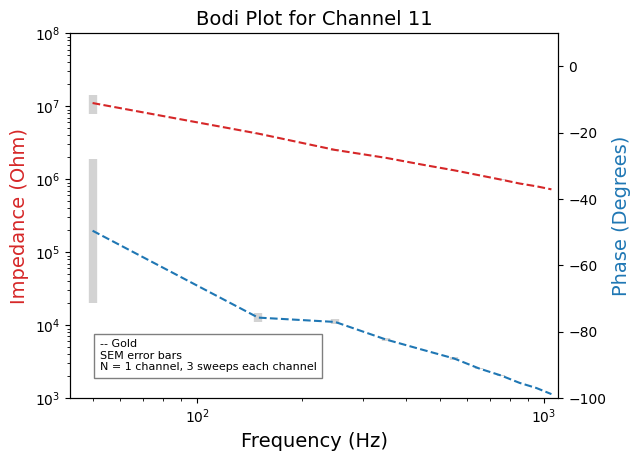 Bodi Plot for Channel 11
Impedance (Ohm)
10^8
10^7
10^6
10^5
10^4
10^3
0
−20
−40
−60
−80
−100
Phase (Degrees)
-- Gold
SEM error bars
N = 1 channel, 3 sweeps each channel
10^2
10^3
Frequency (Hz)